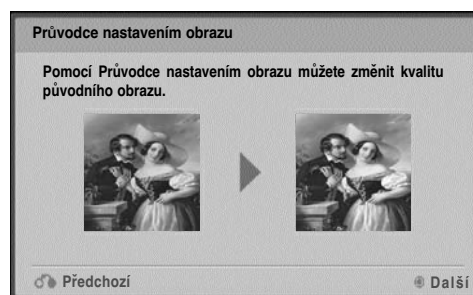 Průvodce nastavením obrazu
Pomocí Průvodce nastavením obrazu můžete změnit kvalitu
původního obrazu.
Předchozí
Další